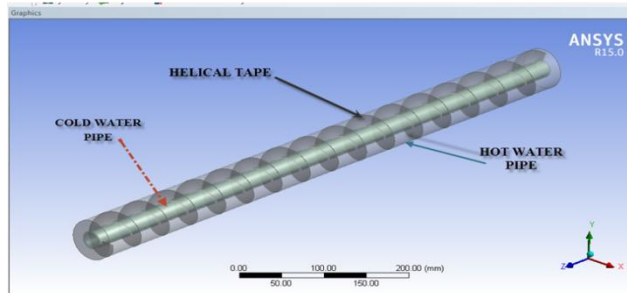 Graphics
ANSYS
R15.0
HELICAL TAPE
COLD WATER
PIPE
HOT WATER
PIPE
Y
Z
X
0.00
100.00
200.00 (mm)
50.00
150.00